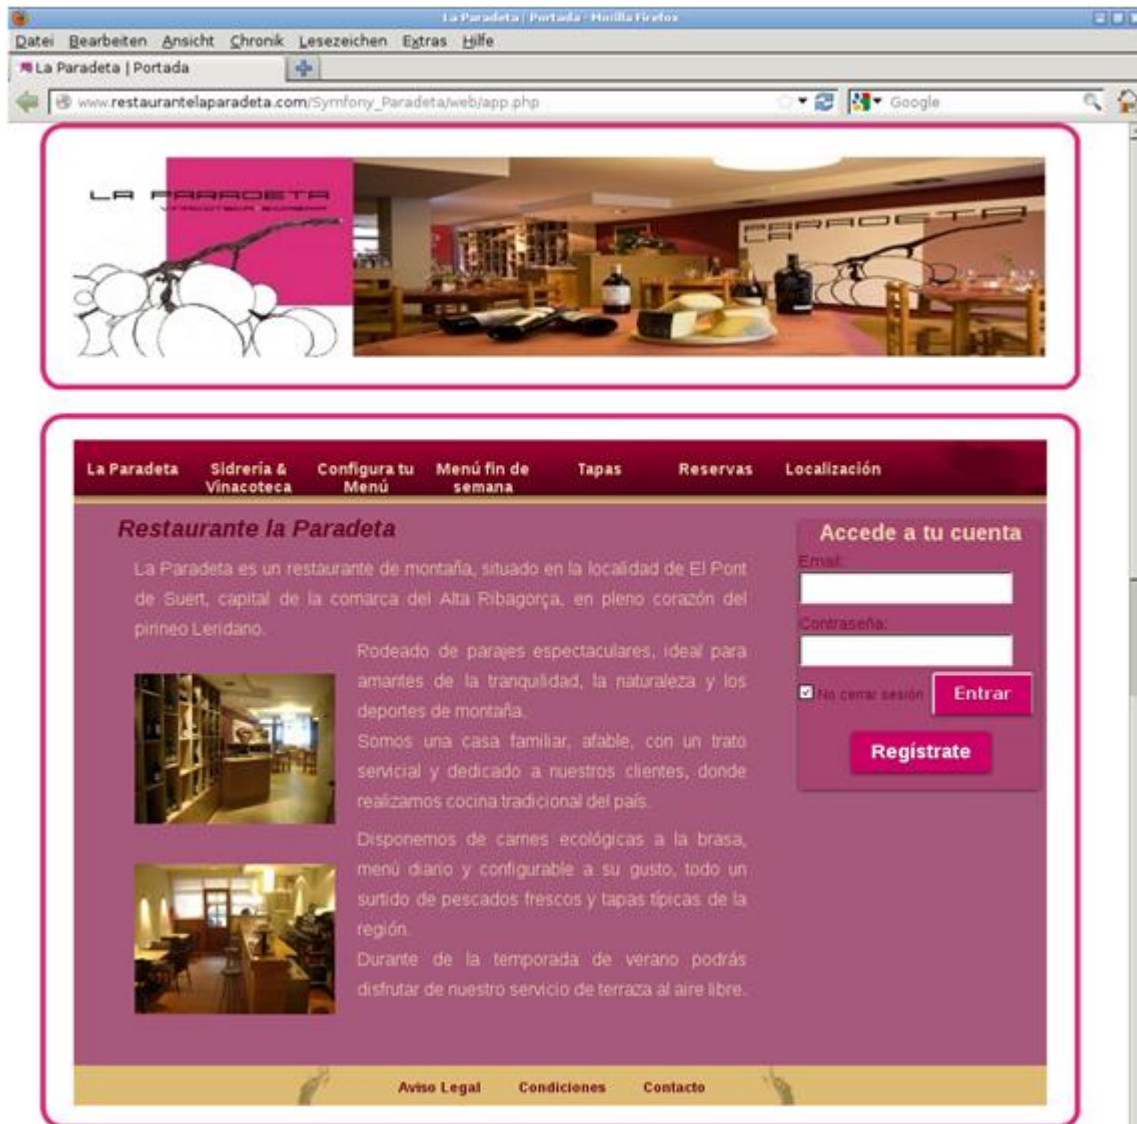 La Paradeta | Portada - Mozilla Firefox
Datei Bearbeiten Ansicht Chronik Lesezeichen Extras Hilfe
La Paradeta | Portada
www.restaurantelaparadeta.com/Symfony_Paradeta/web/app.php
Google
LA PARADETA
LA PARADETA
La Paradeta
Sidrería &
Vinacoteca
Configura tu
Menú
Menú fin de
semana
Tapas
Reservas
Localización
Restaurante la Paradeta
La Paradeta es un restaurante de montaña, situado en la localidad de El Pont
de Suert, capital de la comarca del Alta Ribagorça, en pleno corazón del
pirineo Leridano.
Rodeado de parajes espectaculares, ideal para
amantes de la tranquilidad, la naturaleza y los
deportes de montaña.
Somos una casa familiar, afable, con un trato
servicial y dedicado a nuestros clientes, donde
realizamos cocina tradicional del país.
Disponemos de carnes ecológicas a la brasa,
menú diario y configurable a su gusto, todo un
surtido de pescados frescos y tapas típicas de la
región.
Durante de la temporada de verano podrás
disfrutar de nuestro servicio de terraza al aire libre.
Accede a tu cuenta
Email:
Contraseña:
No cerrar sesión
Entrar
Regístrate
Aviso Legal
Condiciones
Contacto